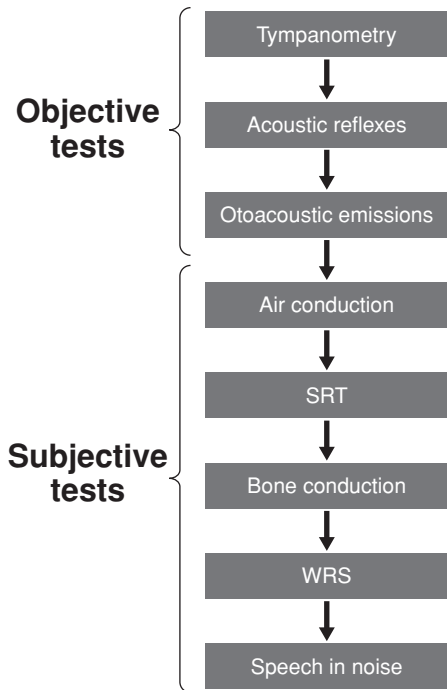 Objective
tests
Tympanometry
Acoustic reflexes
Otoacoustic emissions
Subjective
tests
Air conduction
SRT
Bone conduction
WRS
Speech in noise